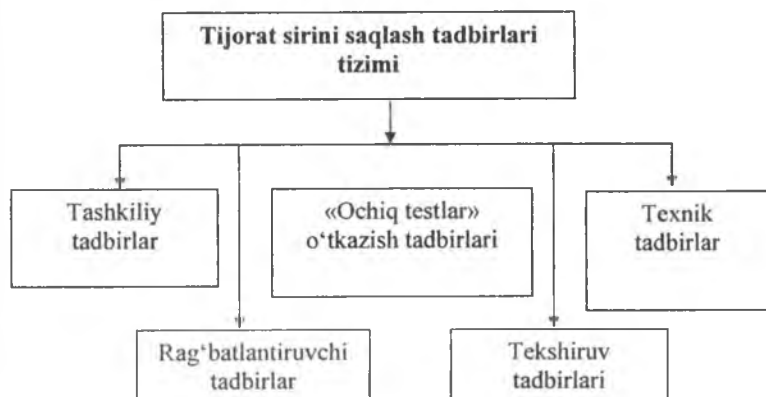 Tijorat sirini saqlash tadbirlari
tizimi
Tashkiliy
tadbirlar
«Ochiq testlar»
o‘tkazish tadbirlari
Texnik
tadbirlar
Rag‘batlantiruvchi
tadbirlar
Tekshiruv
tadbirlari